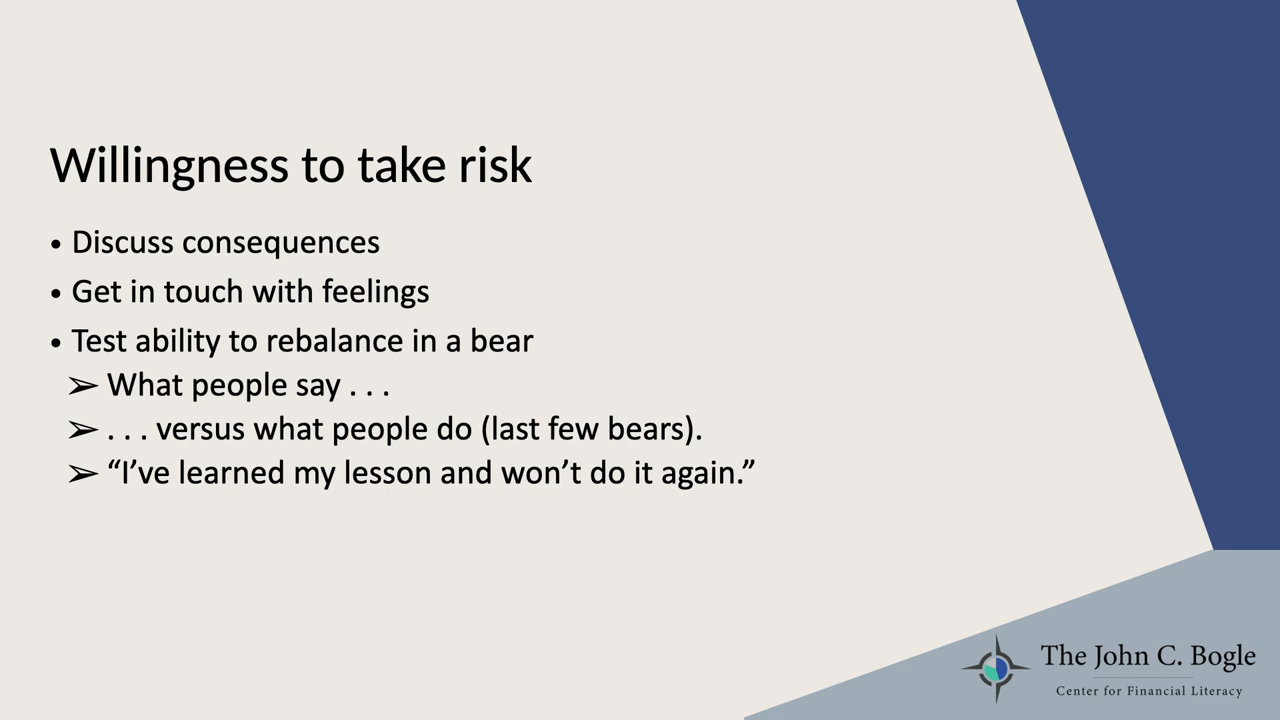 Willingness to take risk
• Discuss consequences
• Get in touch with feelings
• Test ability to rebalance in a bear
➢ What people say . . .
➢ . . . versus what people do (last few bears).
➢ “I’ve learned my lesson and won’t do it again.”
The John C. Bogle
Center for Financial Literacy